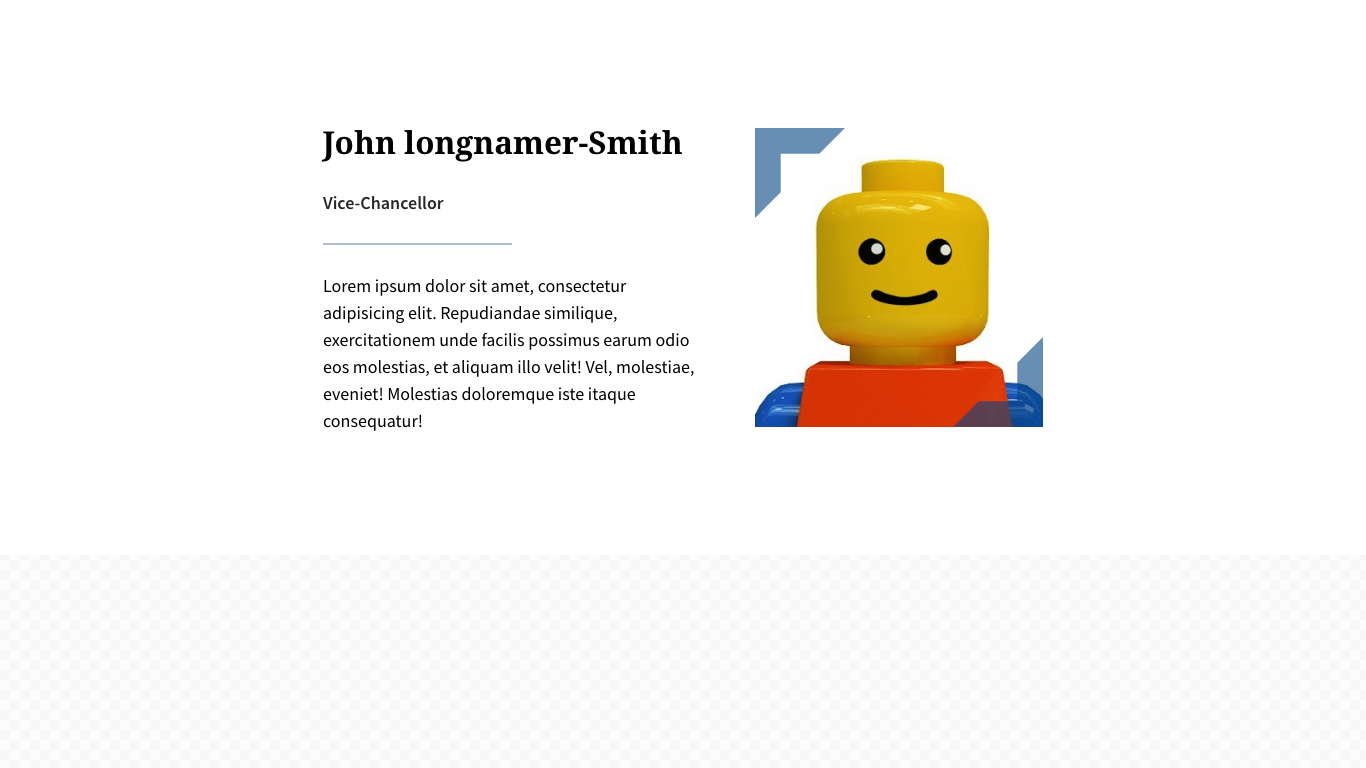 John longnamer-Smith
Vice-Chancellor
Lorem ipsum dolor sit amet, consectetur
adipisicing elit. Repudiandae similique,
exercitationem unde facilis possimus earum odio
eos molestias, et aliquam illo velit! Vel, molestiae,
eveniet! Molestias doloremque iste itaque
consequatur!